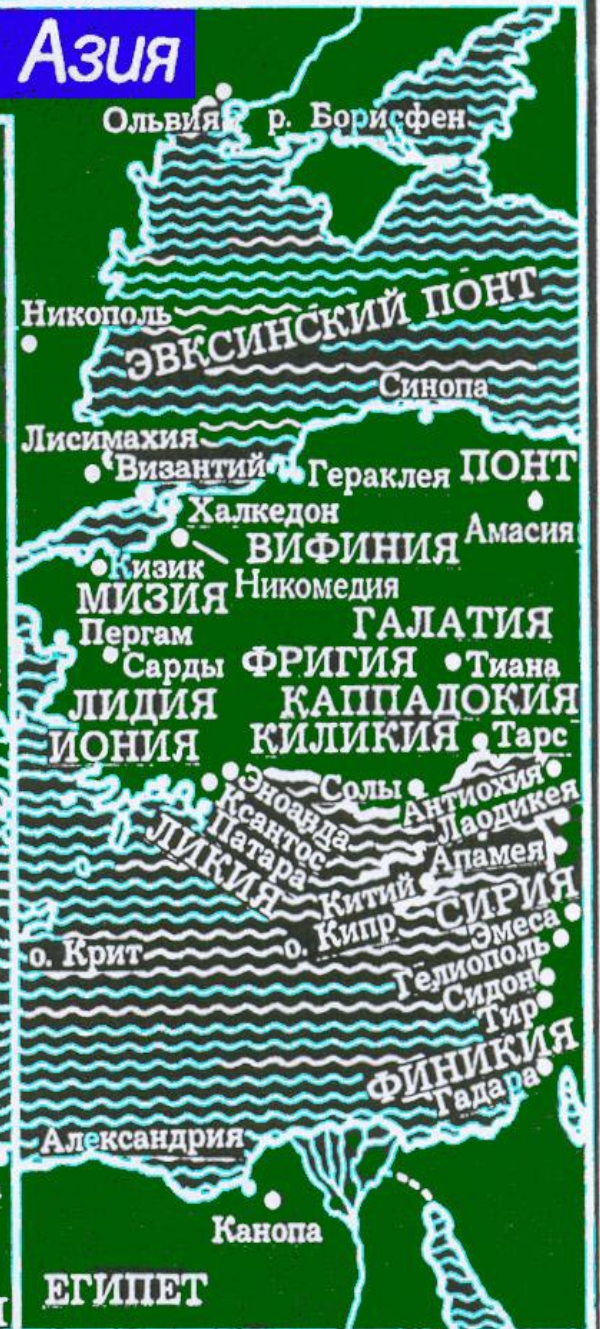 Азия
Ольвия р. Борисфен
Никополь
ЭВКСИНСКИЙ ПОНТ
Синопа
Лисимахия
Византий
Гераклея
ПОНТ
Халкедон
Амасия
ВИФИНИЯ
Кизик
Никомедия
МИЗИЯ
ГАЛАТИЯ
Пергам
Сарды
ФРИГИЯ
Тиана
ЛИДИЯ
КАППАДОКИЯ
ИОНИЯ
КИЛИКИЯ
Тарс
Эноанда
Солы
Антиохия
Ксантос
Лаодикея
Патара
ЛИКИЯ
Апамея
Китий
СИРИЯ
о. Кипр
Эмеса
о. Крит
Гелиополь
Сидон
Тир
ФИНИКИЯ
Гадара
Александрия
Канопа
ЕГИПЕТ